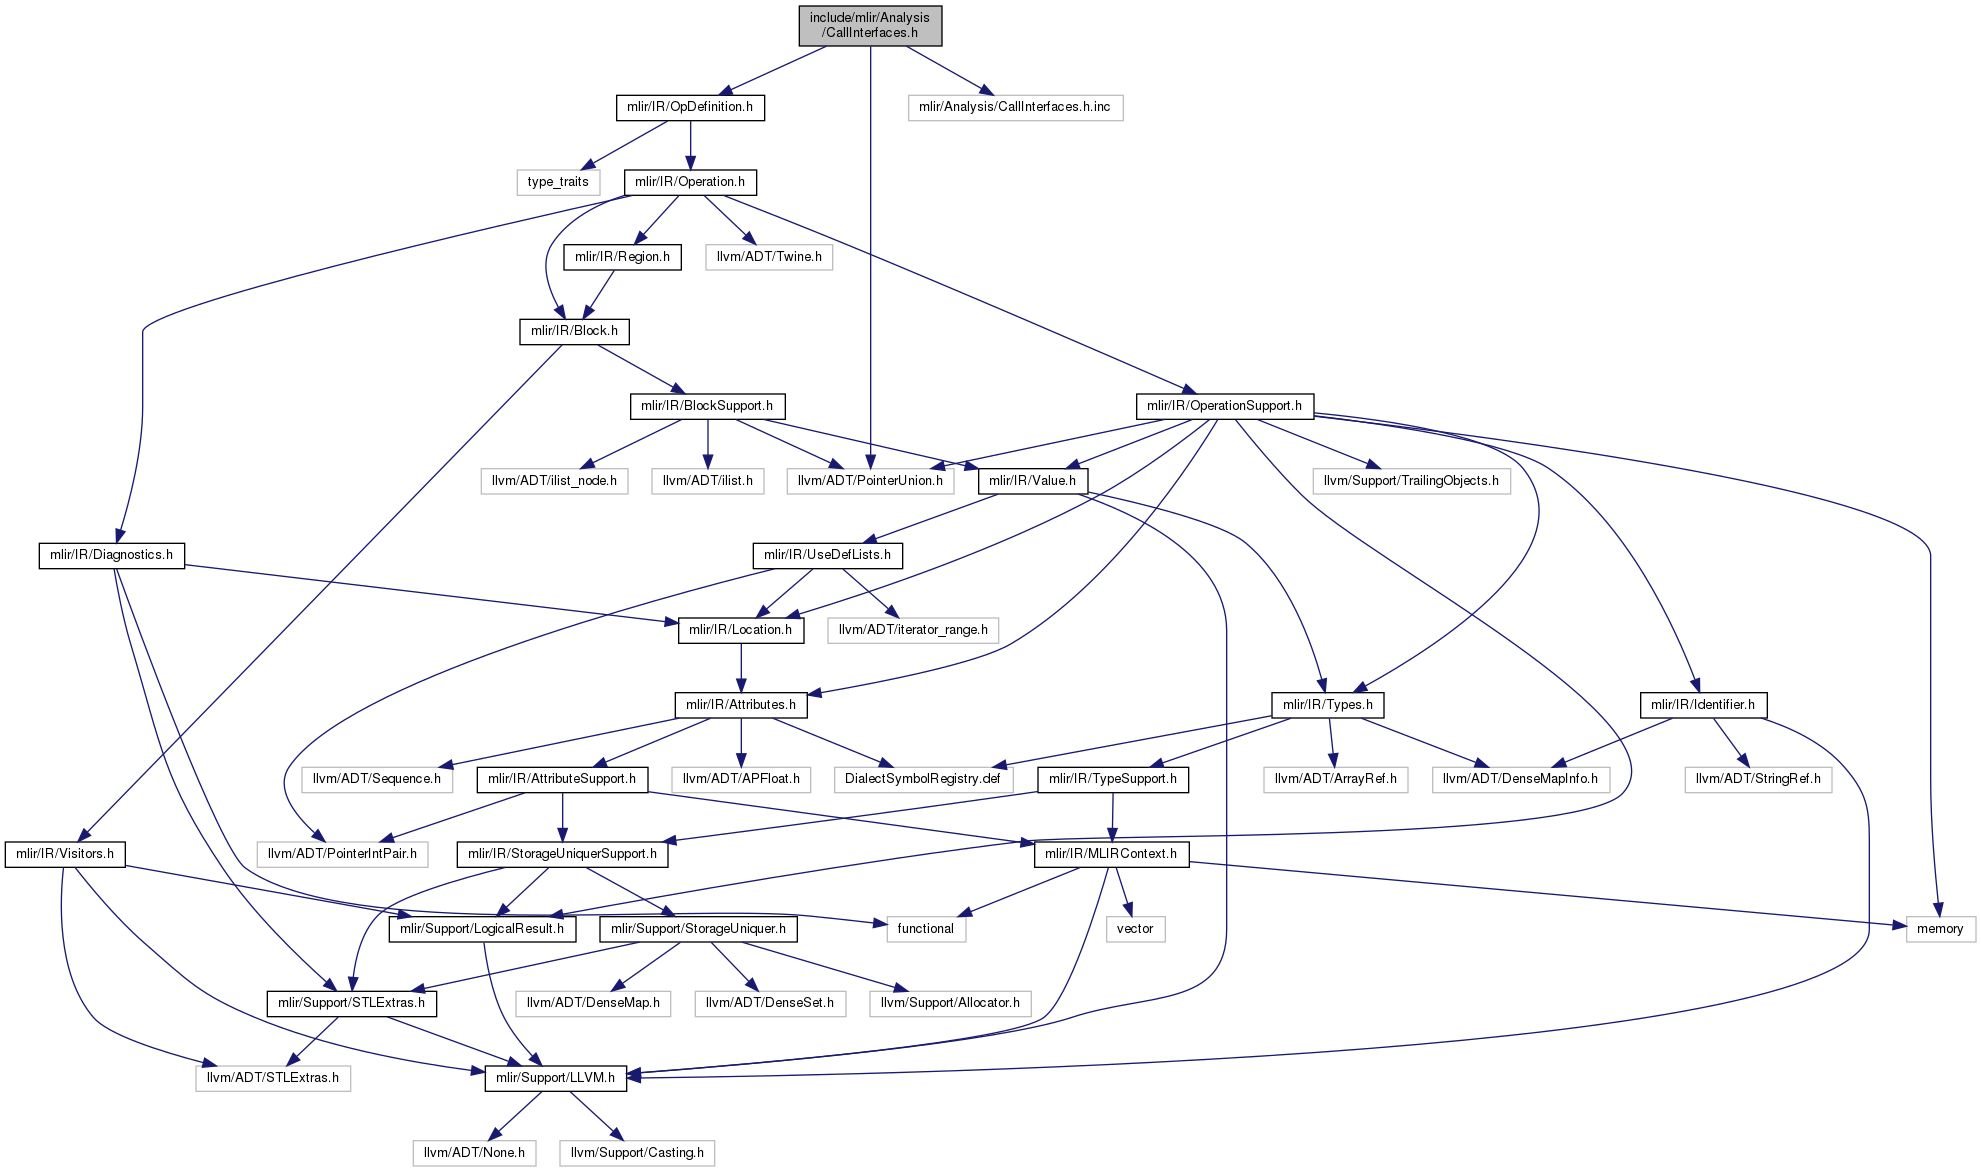 include/mlir/Analysis
/CallInterfaces.h
mlir/IR/OpDefinition.h
mlir/Analysis/CallInterfaces.h.inc
type_traits
mlir/IR/Operation.h
mlir/IR/Region.h
llvm/ADT/Twine.h
mlir/IR/Block.h
mlir/IR/BlockSupport.h
mlir/IR/OperationSupport.h
llvm/ADT/ilist_node.h
llvm/ADT/ilist.h
llvm/ADT/PointerUnion.h
mlir/IR/Value.h
llvm/Support/TrailingObjects.h
mlir/IR/Diagnostics.h
mlir/IR/UseDefLists.h
mlir/IR/Location.h
llvm/ADT/iterator_range.h
mlir/IR/Attributes.h
mlir/IR/Types.h
mlir/IR/Identifier.h
llvm/ADT/Sequence.h
mlir/IR/AttributeSupport.h
llvm/ADT/APFloat.h
DialectSymbolRegistry.def
mlir/IR/TypeSupport.h
llvm/ADT/ArrayRef.h
llvm/ADT/DenseMapInfo.h
llvm/ADT/StringRef.h
mlir/IR/Visitors.h
llvm/ADT/PointerIntPair.h
mlir/IR/StorageUniquerSupport.h
mlir/IR/MLIRContext.h
mlir/Support/LogicalResult.h
mlir/Support/StorageUniquer.h
functional
vector
memory
mlir/Support/STLExtras.h
llvm/ADT/DenseMap.h
llvm/ADT/DenseSet.h
llvm/Support/Allocator.h
llvm/ADT/STLExtras.h
mlir/Support/LLVM.h
llvm/ADT/None.h
llvm/Support/Casting.h